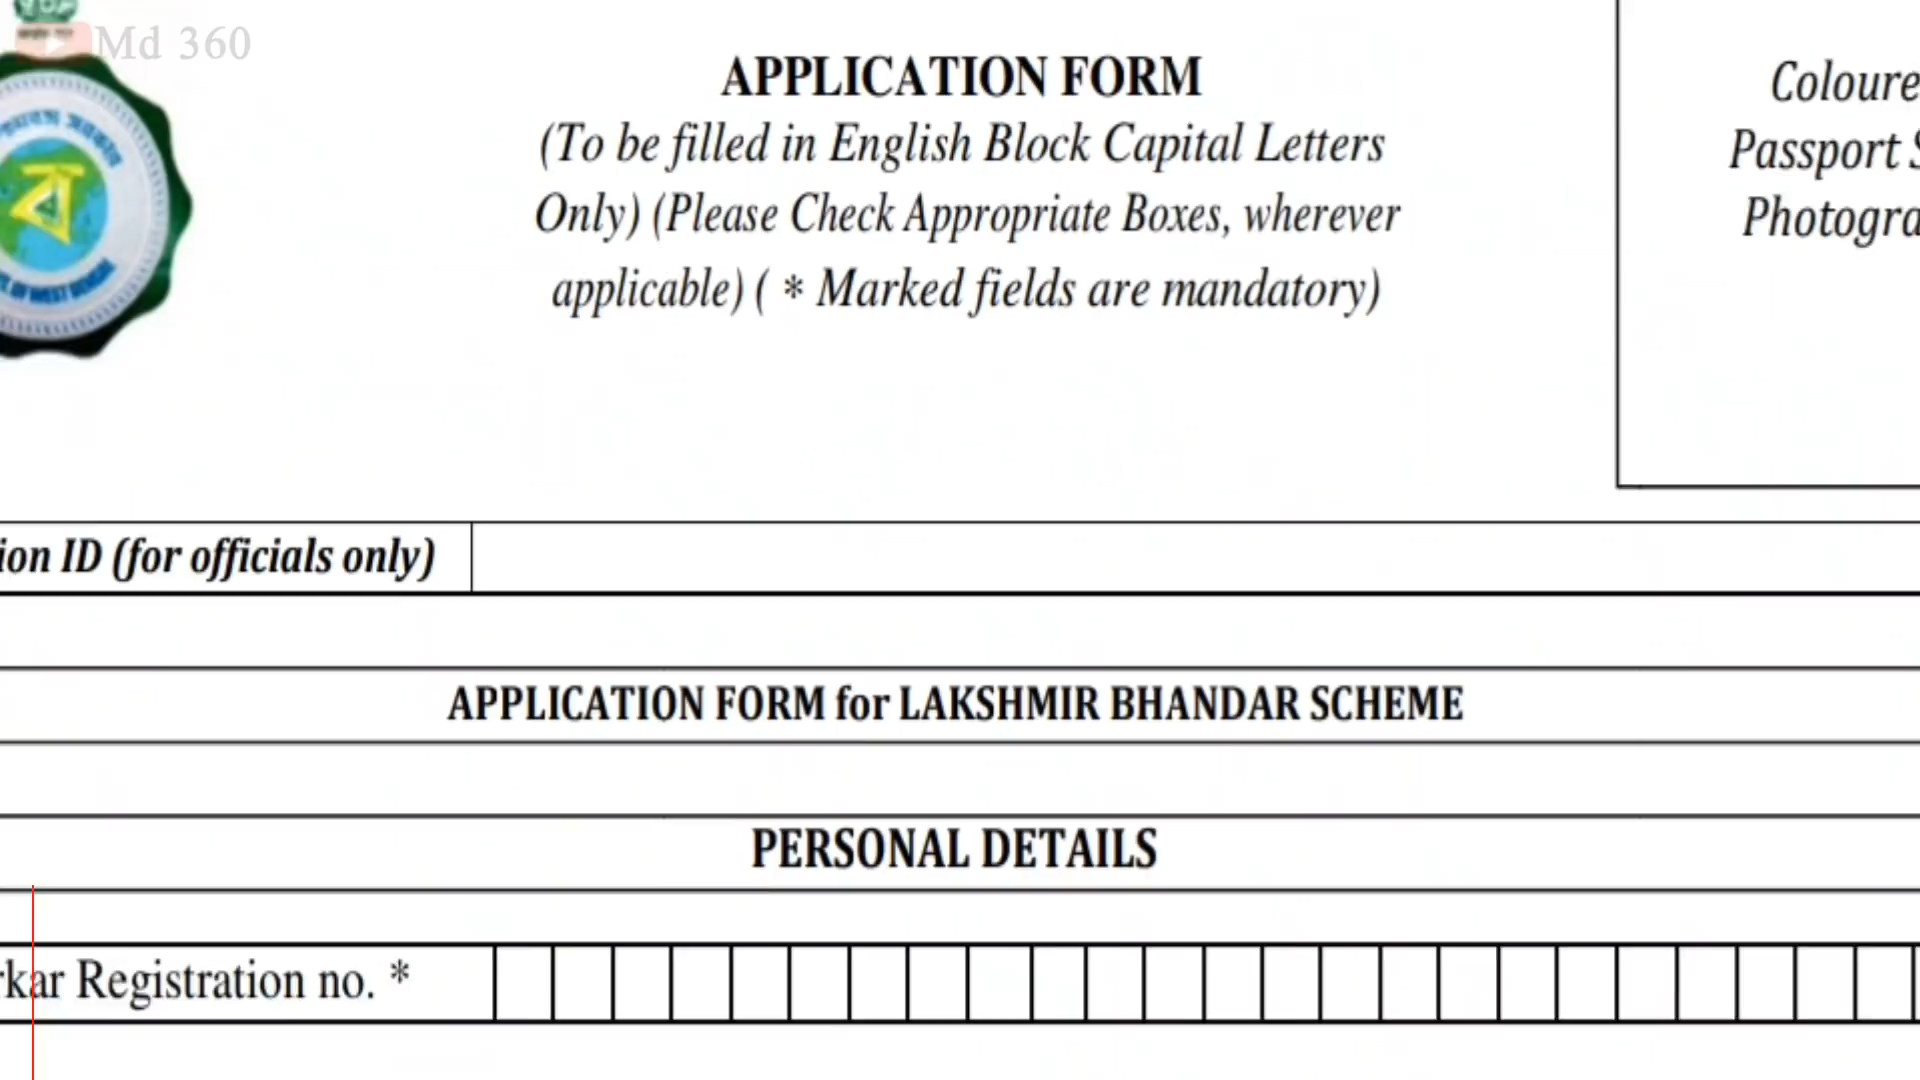 Md 360
APPLICATION FORM
(To be filled in English Block Capital Letters
Only) (Please Check Appropriate Boxes, wherever
applicable) ( * Marked fields are mandatory)
Coloure
Passport S
Photogra
ion ID (for officials only)
APPLICATION FORM for LAKSHMIR BHANDAR SCHEME
PERSONAL DETAILS
rkar Registration no. *